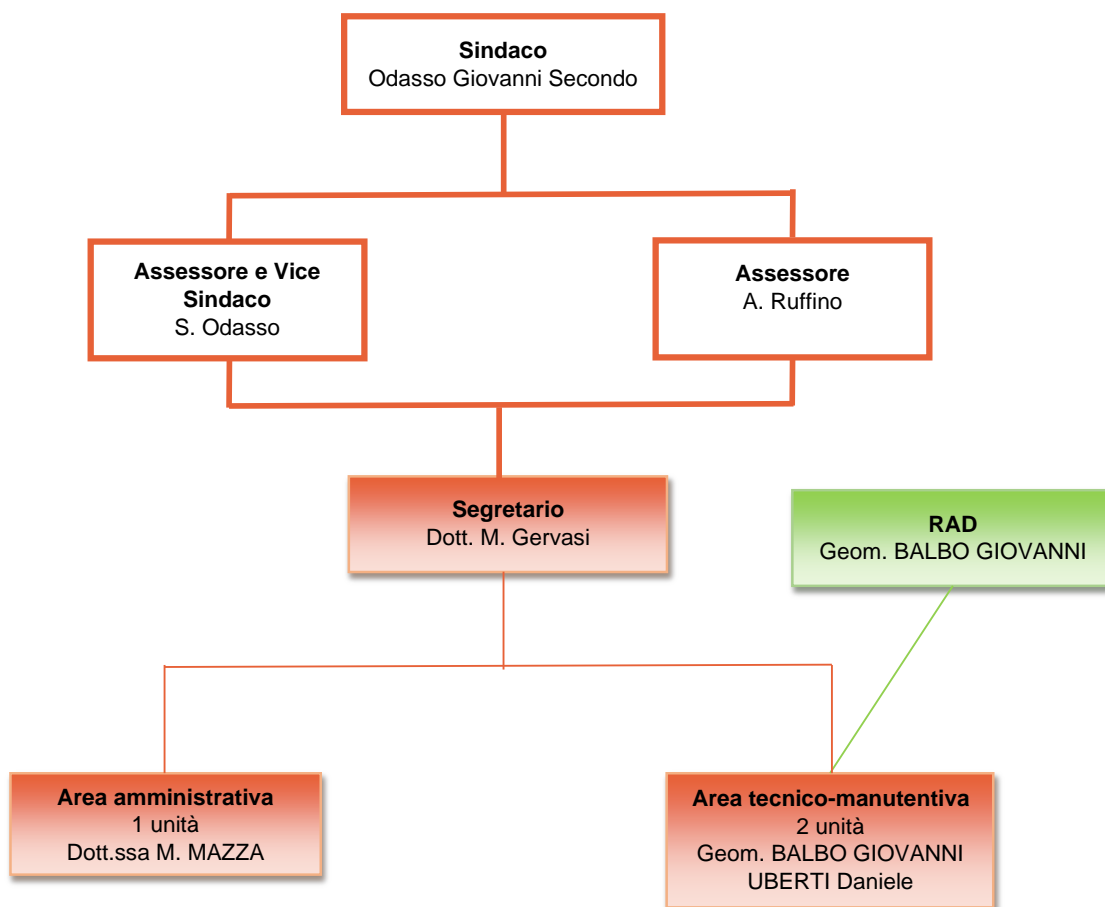 Sindaco
Odasso Giovanni Secondo
Assessore e Vice
Sindaco
S. Odasso
Assessore
A. Ruffino
Segretario
Dott. M. Gervasi
RAD
Geom. BALBO GIOVANNI
Area amministrativa
1 unità
Dott.ssa M. MAZZA
Area tecnico-manutentiva
2 unità
Geom. BALBO GIOVANNI
UBERTI Daniele